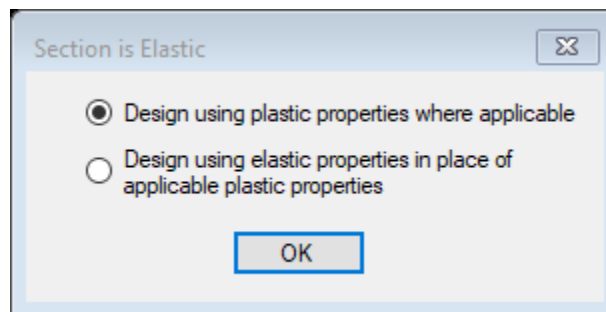 Section is Elastic
Design using plastic properties where applicable
Design using elastic properties in place of
applicable plastic properties
OK